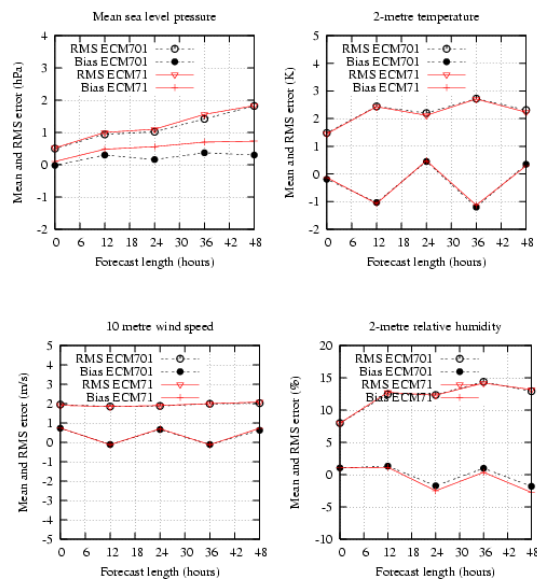 Mean sea level pressure
Mean and RMS error (hPa)
4
3
2
1
0
-1
-2
RMS ECM701
Bias ECM701
RMS ECM71
Bias ECM71
0 6 12 18 24 30 36 42 48
Forecast length (hours)
2-metre temperature
Mean and RMS error (K)
5
4
3
2
1
0
-1
-2
RMS ECM701
Bias ECM701
RMS ECM71
Bias ECM71
0 6 12 18 24 30 36 42 48
Forecast length (hours)
10 metre wind speed
Mean and RMS error (m/s)
5
4
3
2
1
0
-1
-2
-3
-4
-5
RMS ECM701
Bias ECM701
RMS ECM71
Bias ECM71
0 6 12 18 24 30 36 42 48
Forecast length (hours)
2-metre relative humidity
Mean and RMS error (%)
20
15
10
5
0
-5
-10
RMS ECM701
Bias ECM701
RMS ECM71
Bias ECM71
0 6 12 18 24 30 36 42 48
Forecast length (hours)